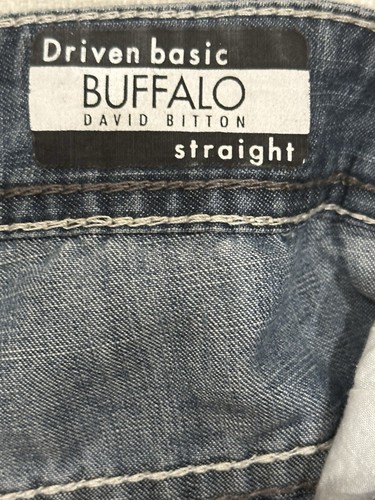 Driven basic
BUFFALO
DAVID BITTON
straight.